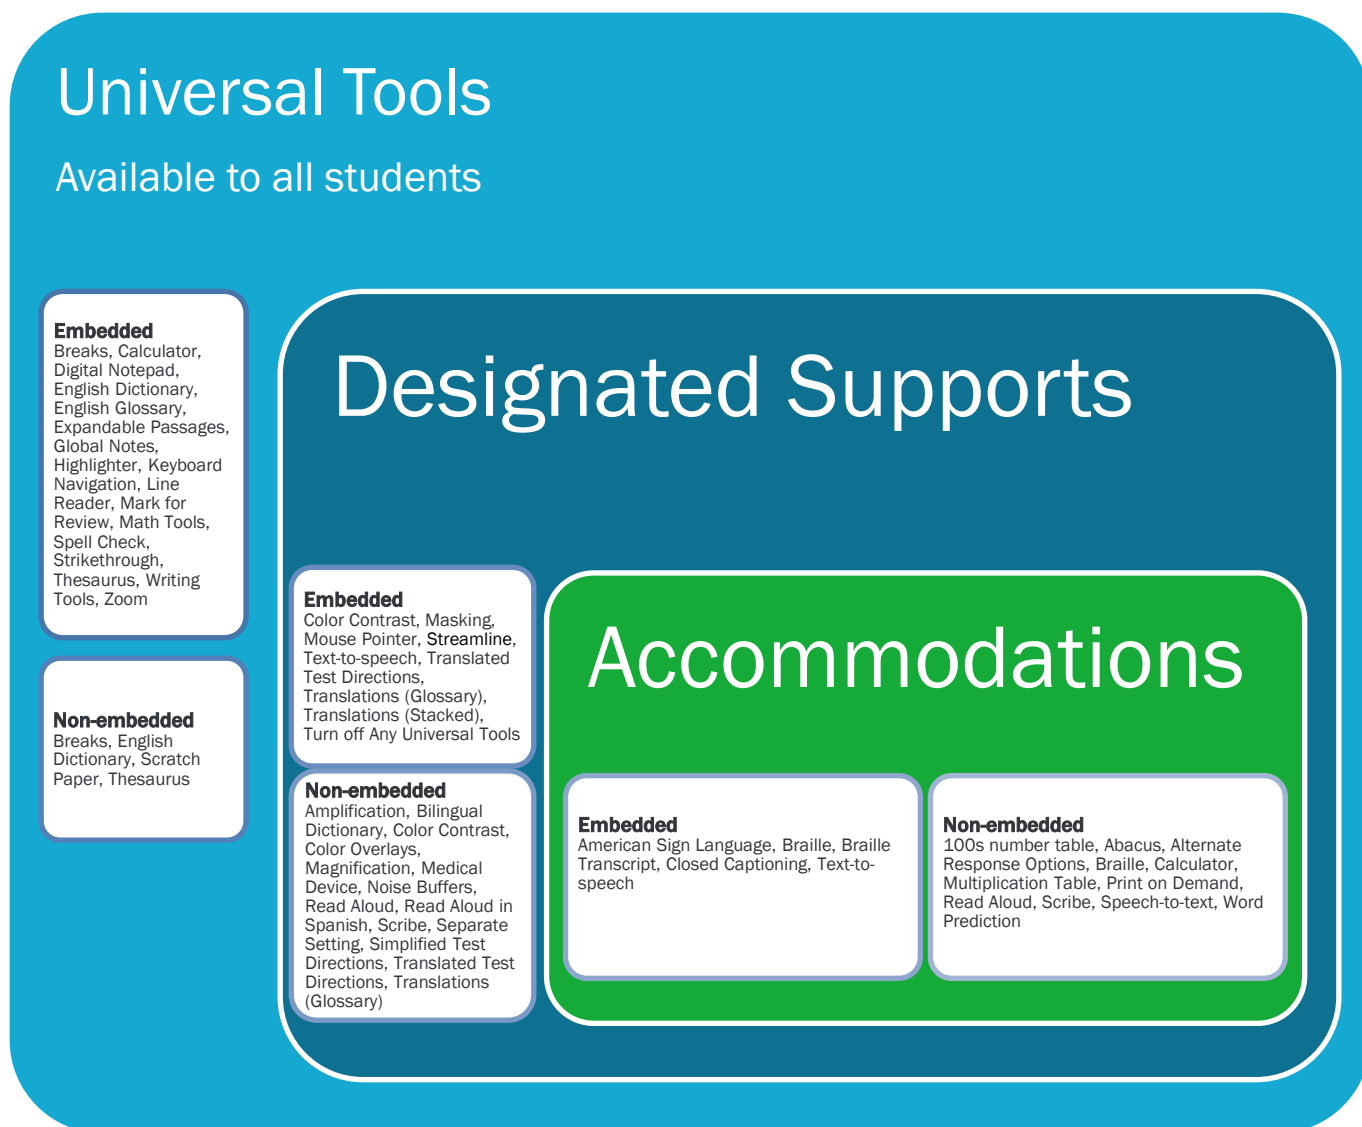 Universal Tools
Available to all students
Embedded
Breaks, Calculator,
Digital Notepad,
English Dictionary,
English Glossary,
Expandable Passages,
Global Notes,
Highlighter, Keyboard
Navigation, Line
Reader, Mark for
Review, Math Tools,
Spell Check,
Strikethrough,
Thesaurus, Writing
Tools, Zoom
Non-embedded
Breaks, English
Dictionary, Scratch
Paper, Thesaurus
Designated Supports
Embedded
Color Contrast, Masking,
Mouse Pointer, Streamline,
Text-to-speech, Translated
Test Directions,
Translations (Glossary),
Translations (Stacked),
Turn off Any Universal Tools
Non-embedded
Amplification, Bilingual
Dictionary, Color Contrast,
Color Overlays,
Magnification, Medical
Device, Noise Buffers,
Read Aloud, Read Aloud in
Spanish, Scribe, Separate
Setting, Simplified Test
Directions, Translated Test
Directions, Translations
(Glossary)
Accommodations
Embedded
American Sign Language, Braille, Braille
Transcript, Closed Captioning, Text-to-
speech
Non-embedded
100s number table, Abacus, Alternate
Response Options, Braille, Calculator,
Multiplication Table, Print on Demand,
Read Aloud, Scribe, Speech-to-text, Word
Prediction